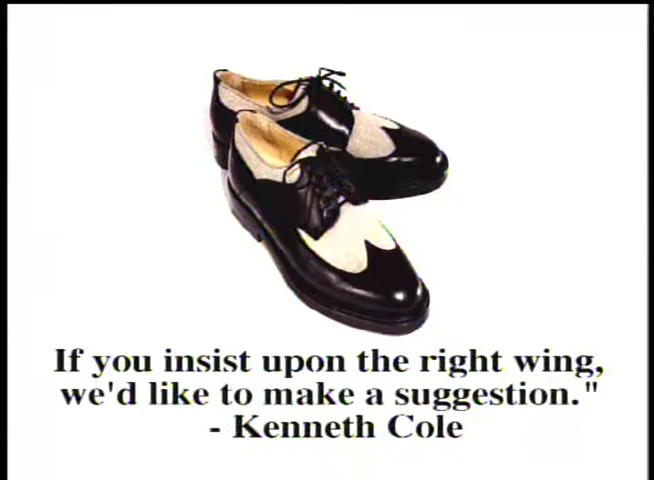 If you insist upon the right wing,
we'd like to make a suggestion."
- Kenneth Cole